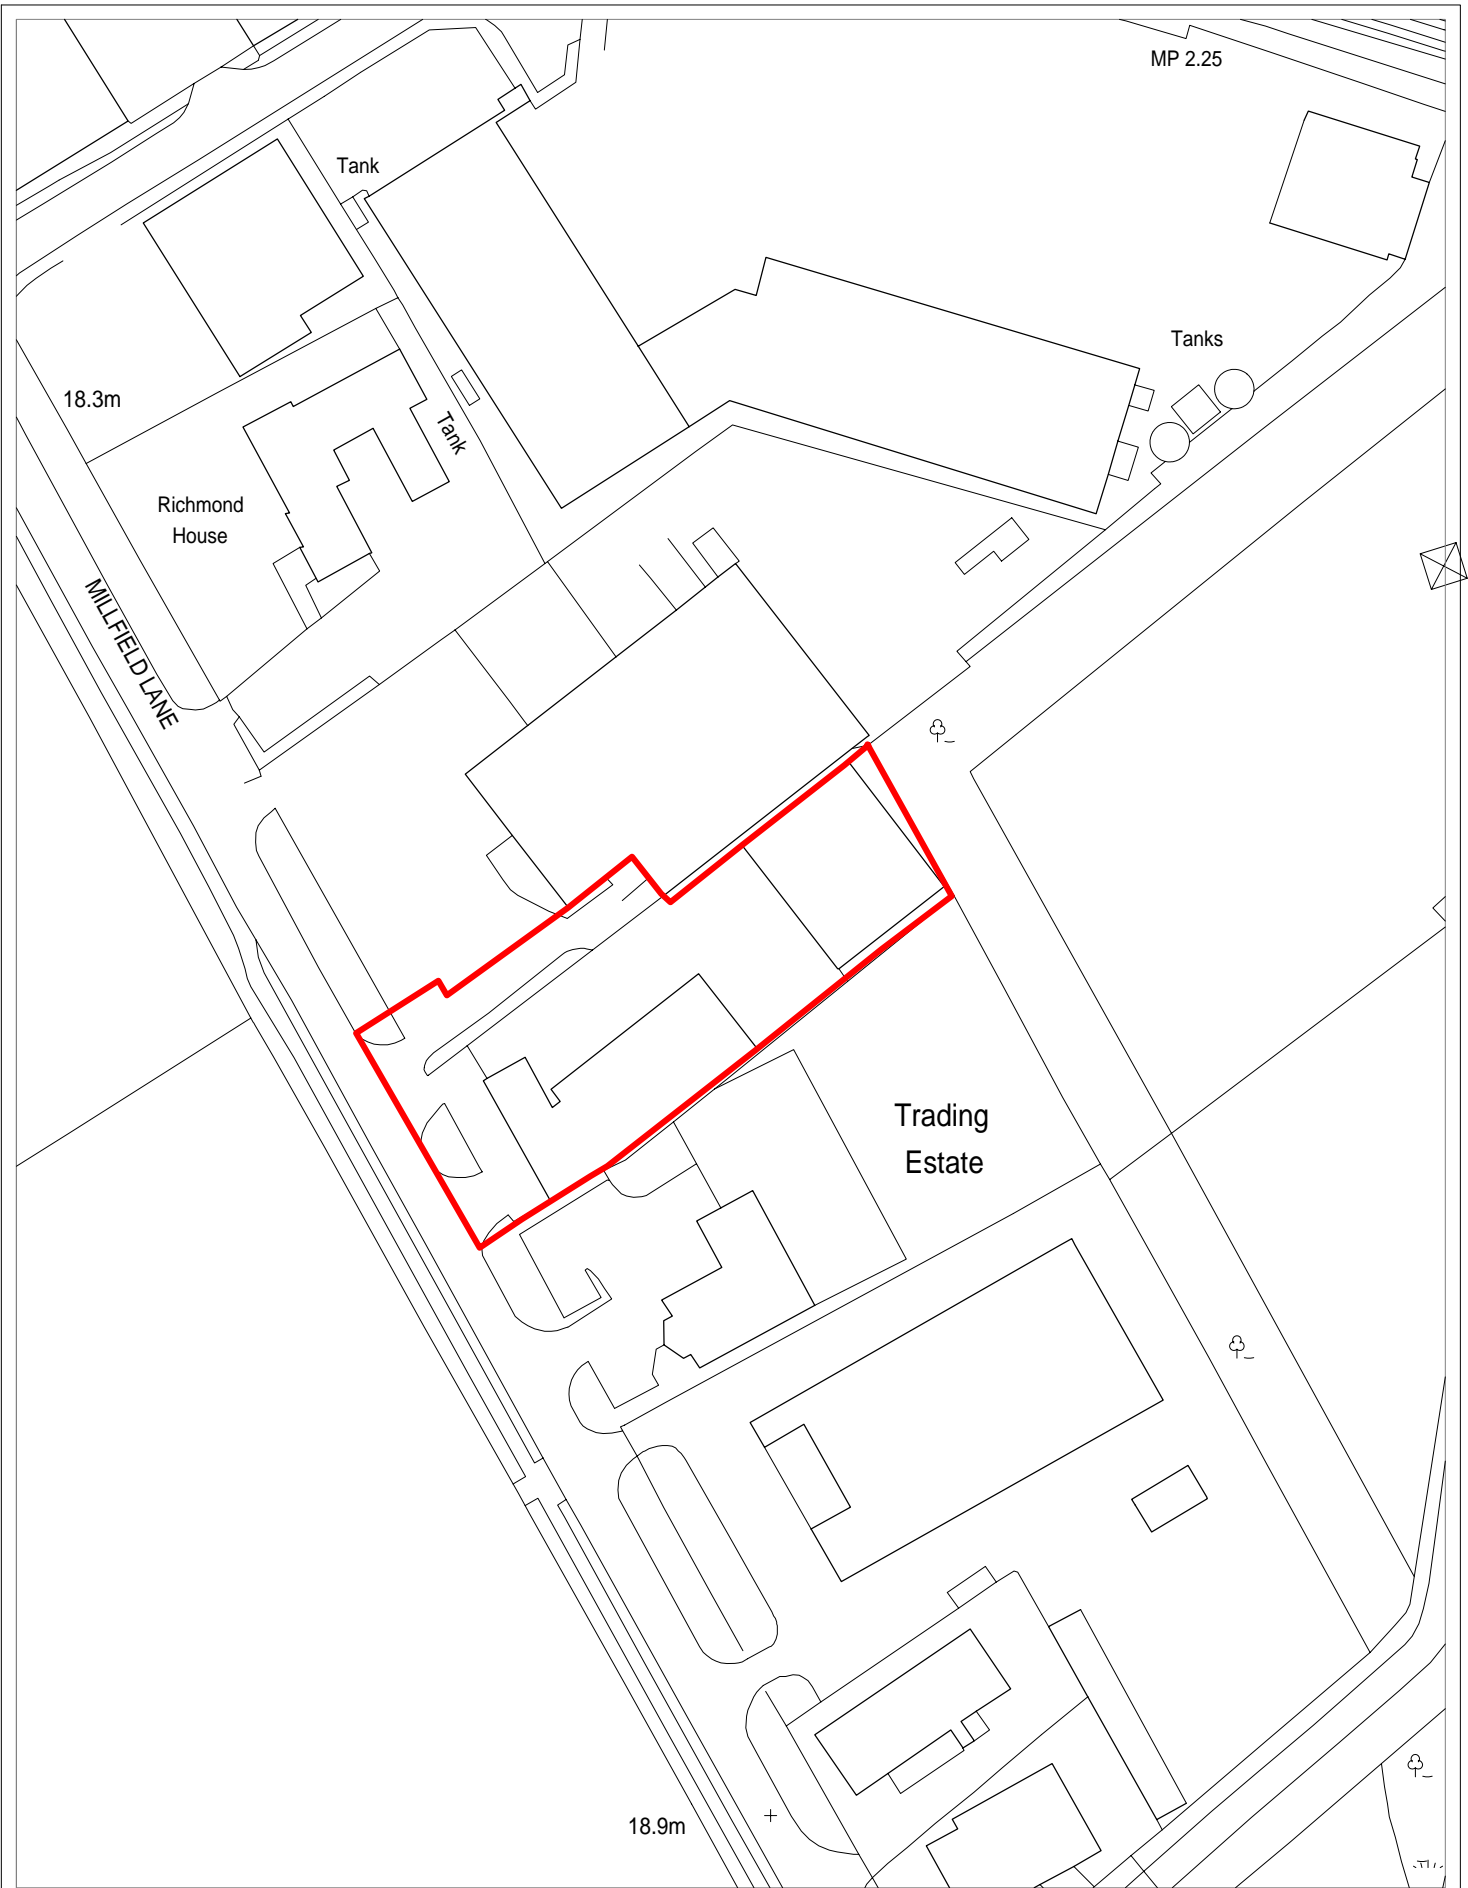 MP 2.25
Tank
Tanks
18.3m
Tank
Richmond
House
MILLFIELD LANE
Trading
Estate
18.9m